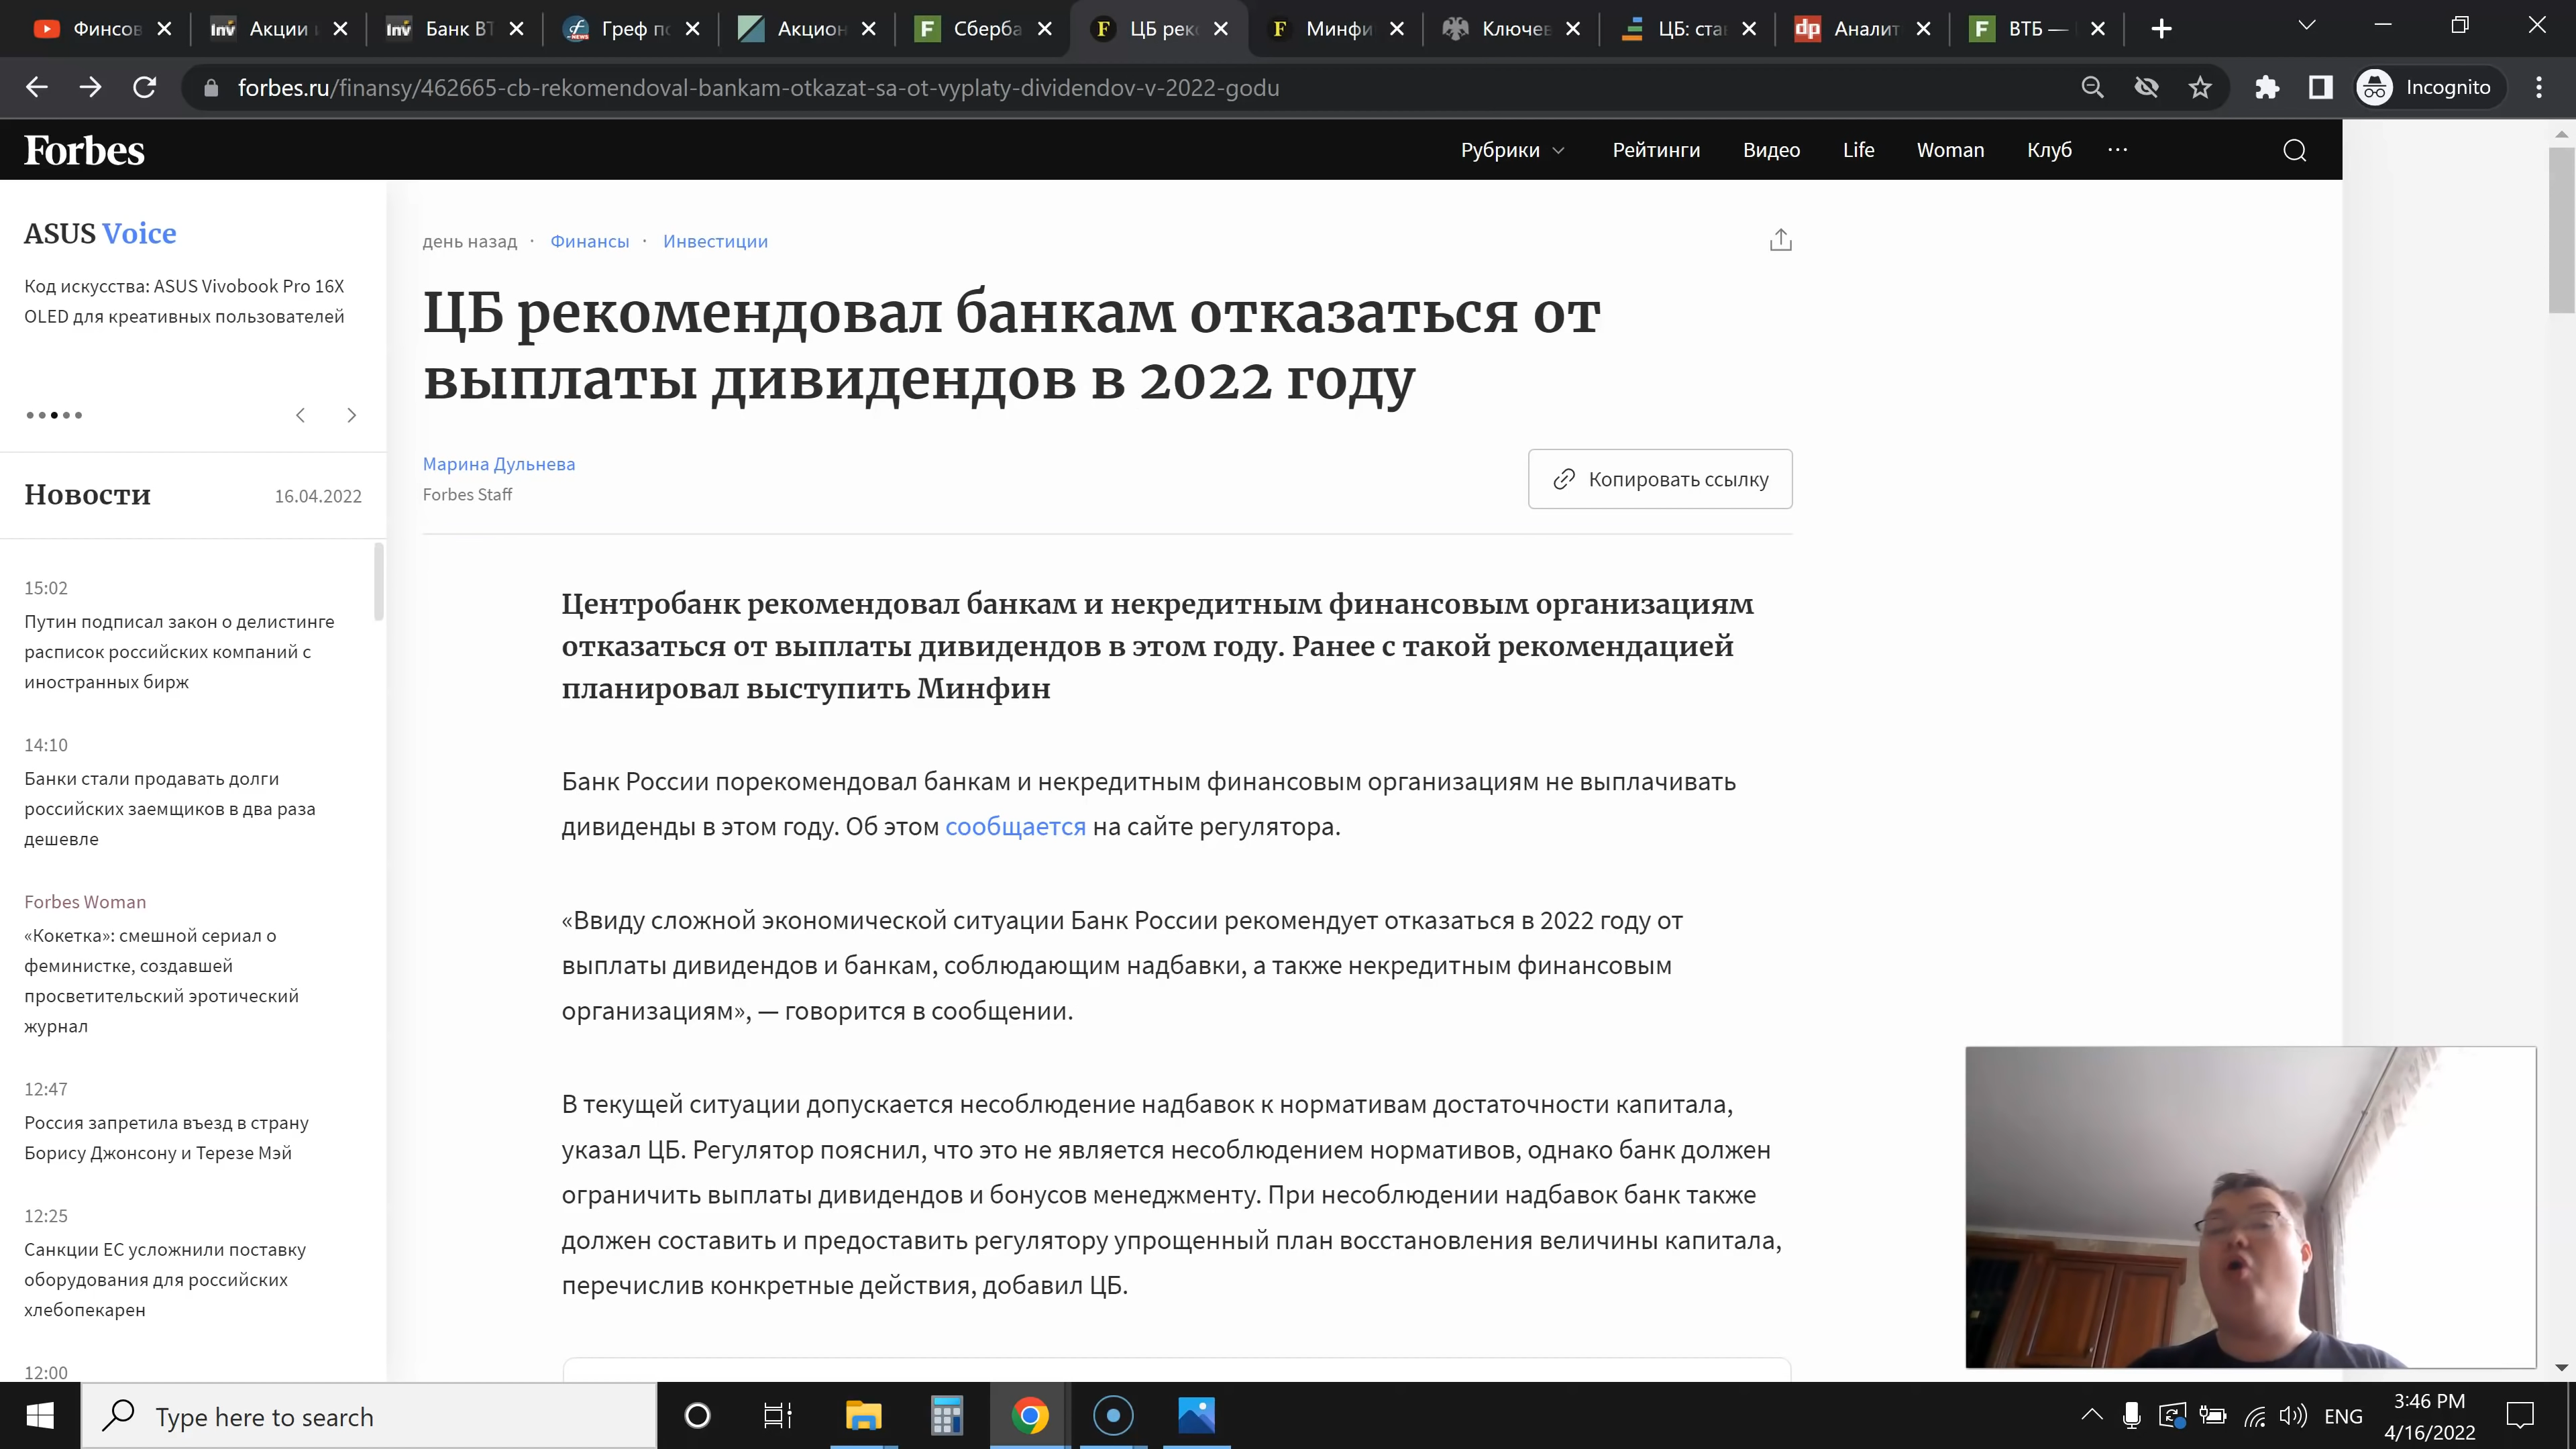 Финсов
Акции
Банк ВТ
Греф по
Акцион
Сберба
ЦБ рек
Минфи
Ключев
ЦБ: ста
Аналит
ВТБ —
forbes.ru/finansy/462665-cb-rekomendoval-bankam-otkazat-sa-ot-vyplaty-dividendov-v-2022-godu
Incognito
Forbes
Рубрики
Рейтинги
Видео
Life
Woman
Клуб
ASUS Voice
Код искусства: ASUS Vivobook Pro 16X
OLED для креативных пользователей
Новости 16.04.2022
15:02
Путин подписал закон о делистинге
расписок российских компаний с
иностранных бирж
14:10
Банки стали продавать долги
российских заемщиков в два раза
дешевле
Forbes Woman
«Кокетка»: смешной сериал о
феминистке, создавшей
просветительский эротический
журнал
12:47
Россия запретила въезд в страну
Борису Джонсону и Терезе Мэй
12:25
Санкции ЕС усложнили поставку
оборудования для российских
хлебопекарен
12:00
день назад · Финансы · Инвестиции
ЦБ рекомендовал банкам отказаться от
выплаты дивидендов в 2022 году
Марина Дульнева
Forbes Staff
Копировать ссылку
Центробанк рекомендовал банкам и некредитным финансовым организациям
отказаться от выплаты дивидендов в этом году. Ранее с такой рекомендацией
планировал выступить Минфин
Банк России порекомендовал банкам и некредитным финансовым организациям не выплачивать
дивиденды в этом году. Об этом сообщается на сайте регулятора.
«Ввиду сложной экономической ситуации Банк России рекомендует отказаться в 2022 году от
выплаты дивидендов и банкам, соблюдающим надбавки, а также некредитным финансовым
организациям», — говорится в сообщении.
В текущей ситуации допускается несоблюдение надбавок к нормативам достаточности капитала,
указал ЦБ. Регулятор пояснил, что это не является несоблюдением нормативов, однако банк должен
ограничить выплаты дивидендов и бонусов менеджменту. При несоблюдении надбавок банк также
должен составить и предоставить регулятору упрощенный план восстановления величины капитала,
перечислив конкретные действия, добавил ЦБ.
Type here to search
ENG
3:46 PM
4/16/2022